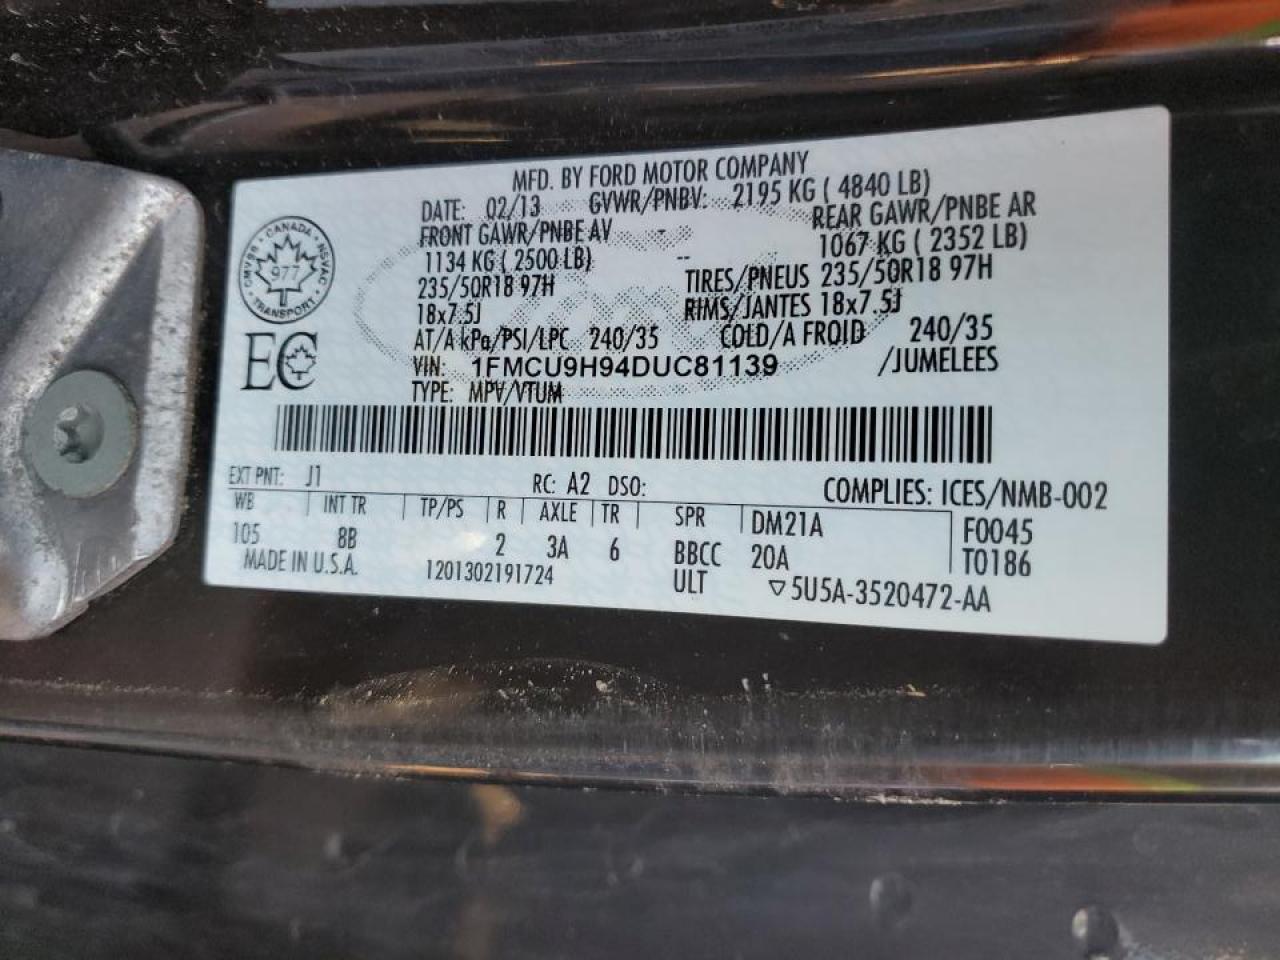 MFD. BY FORD MOTOR COMPANY
DATE: 02/13 GVWR/PNBV: 2195 KG ( 4840 LB)
FRONT GAWR/PNBE AV - REAR GAWR/PNBE AR
1134 KG ( 2500 LB) -- 1067 KG ( 2352 LB)
235/50R18 97H TIRES/PNEUS 235/50R18 97H
18x7.5J RIMS/JANTES 18x7.5J
AT/A kPa/PSI/LPC 240/35 COLD/A FROID 240/35
VIN: 1FMCU9H94DUC81139 /JUMELEES
TYPE: MPV/VTUM
CANADA
CMVSS NSVAC
977
TRANSPORT
EC
EXT PNT: J1 RC: A2 DSO: COMPLIES: ICES/NMB-002
WB INT TR TP/PS R AXLE TR SPR DM21A F0045
105 8B 2 3A 6 BBCC 20A T0186
MADE IN U.S.A. 1201302191724 ULT ▽5U5A-3520472-AA